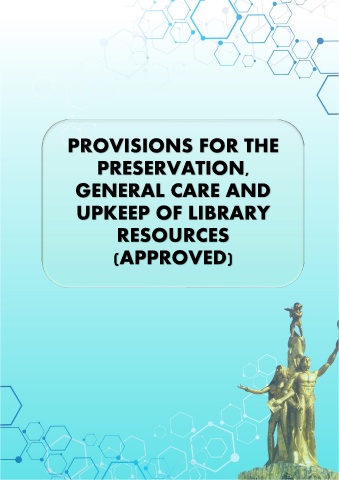 PROVISIONS FOR THE
PRESERVATION,
GENERAL CARE AND
UPKEEP OF LIBRARY
RESOURCES
(APPROVED)